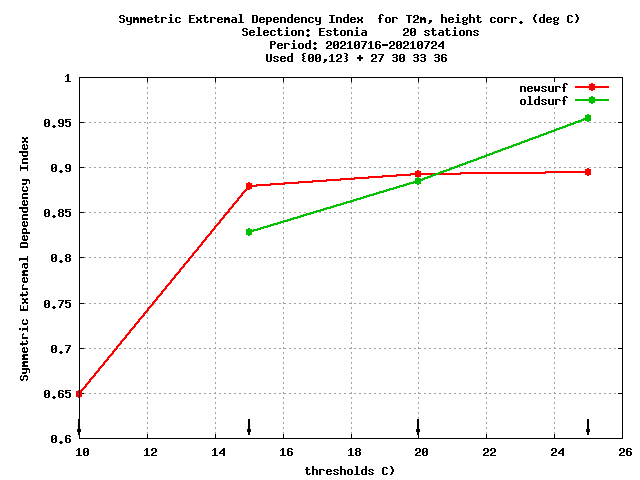 Symmetric Extremal Dependency Index  for T2m, height corr. (deg C)
Selection: Estonia     20 stations
Period: 20210716-20210724
Used {00,12} + 27 30 33 36
newsurf
oldsurf
Symmetric Extremal Dependency Index
1
0.95
0.9
0.85
0.8
0.75
0.7
0.65
0.6
10 12 14 16 18 20 22 24 26
thresholds C)